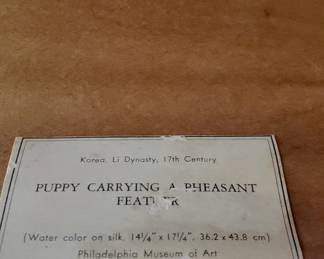 Korea, Li Dynasty, 17th Century
PUPPY CARRYING A PHEASANT
FEATHER
(Water color on silk, 14¼" x 17¼", 36.2 x 43.8 cm)
Philadelphia Museum of Art